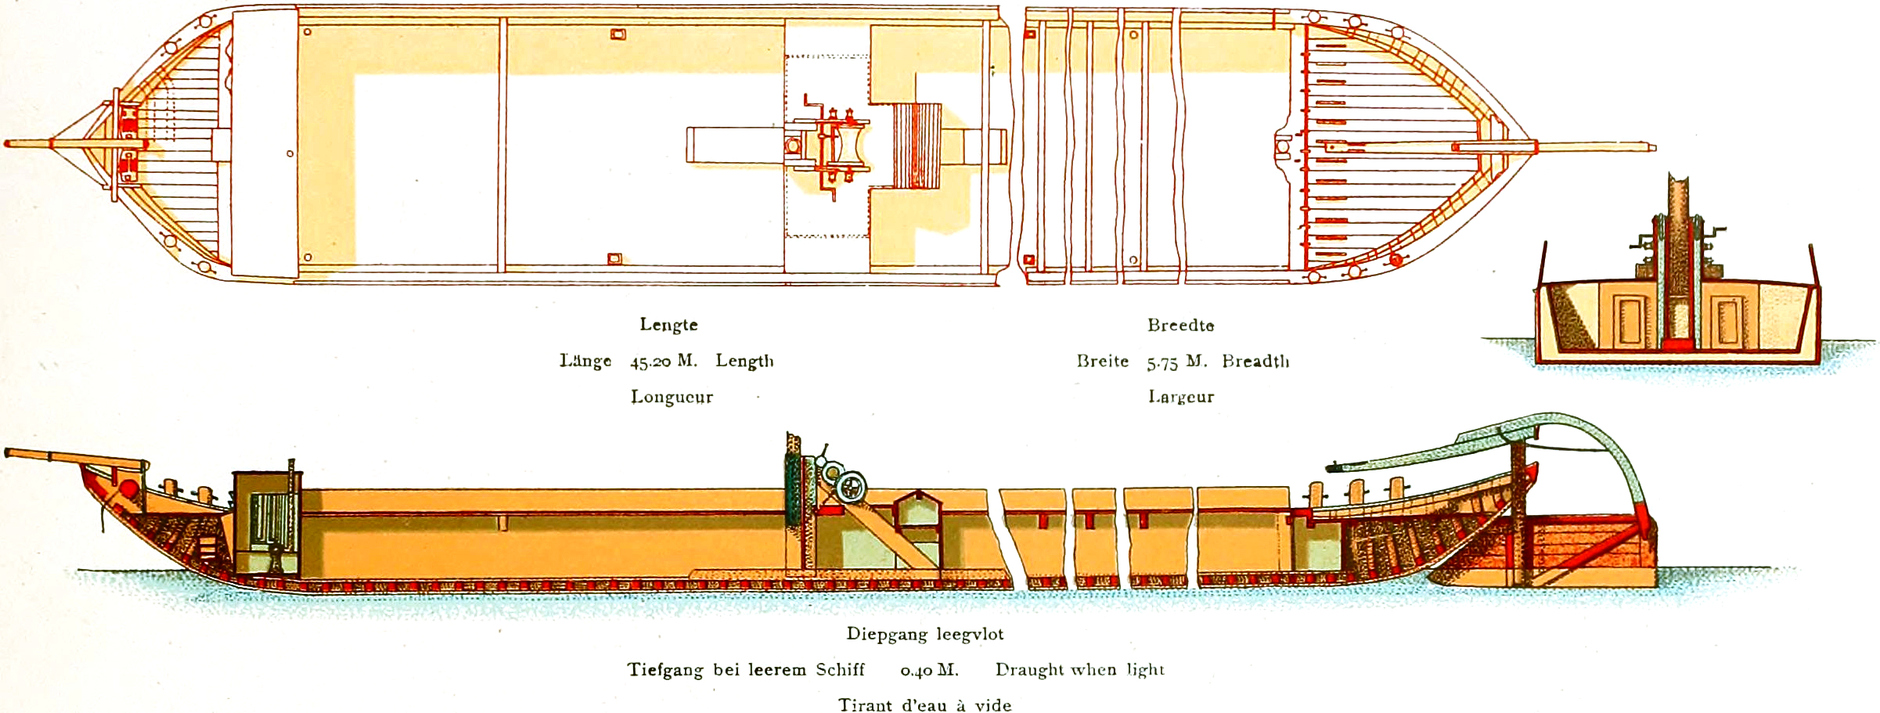 Lengte
Länge 45.20 M. Length
Longueur
Breedte
Breite 5.75 M. Breadth
Largeur
Diepgang leegvlot
Tiefgang bei leerem Schiff 0.40 M. Draught when light
Tirant d'eau à vide